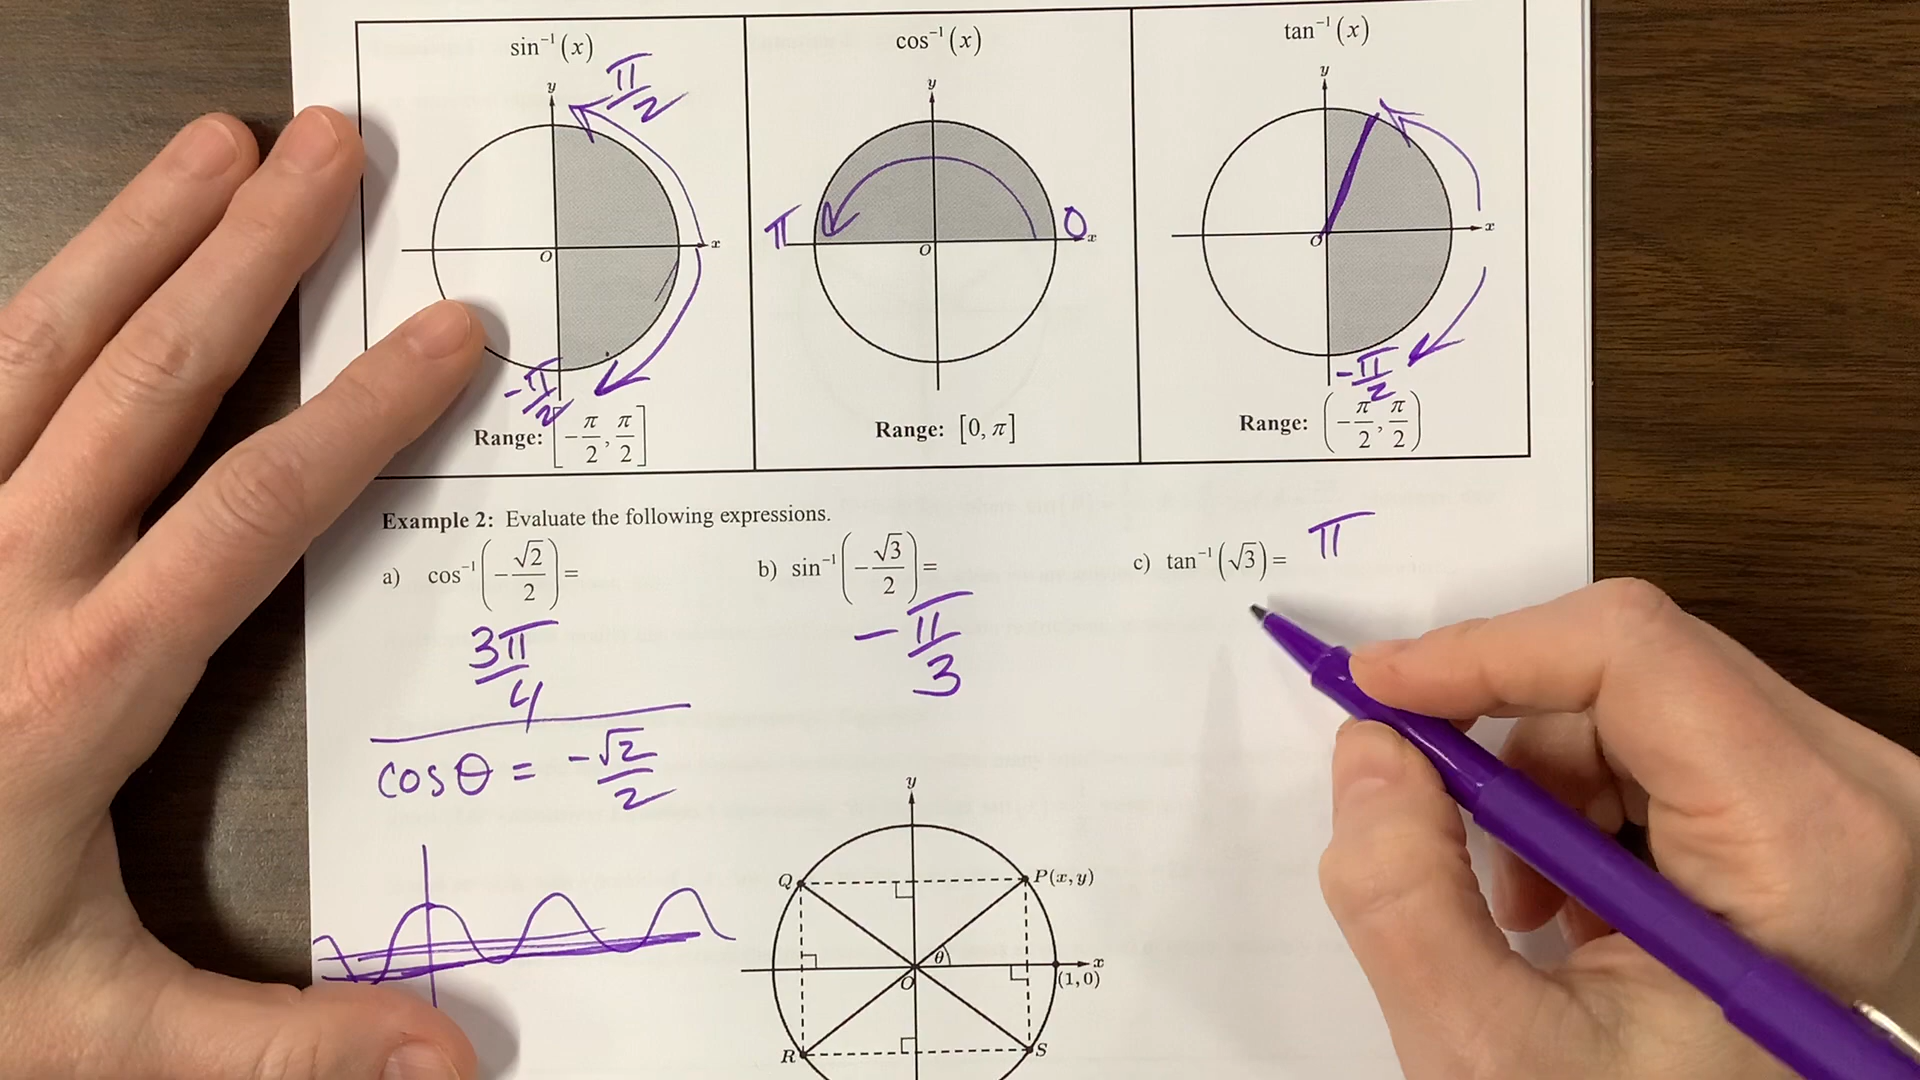 sin⁻¹(x) cos⁻¹(x) tan⁻¹(x)
y y y
π/2
π 0
O x O x O x
-π/2 -π/2
Range: [-π/2, π/2] Range: [0, π] Range: (-π/2, π/2)
Example 2: Evaluate the following expressions.
a) cos⁻¹(-√2/2) = b) sin⁻¹(-√3/2) = c) tan⁻¹(√3) = π
3π/4 -π/3
cos θ = -√2/2
y
Q P(x, y)
θ x
O (1, 0)
R S